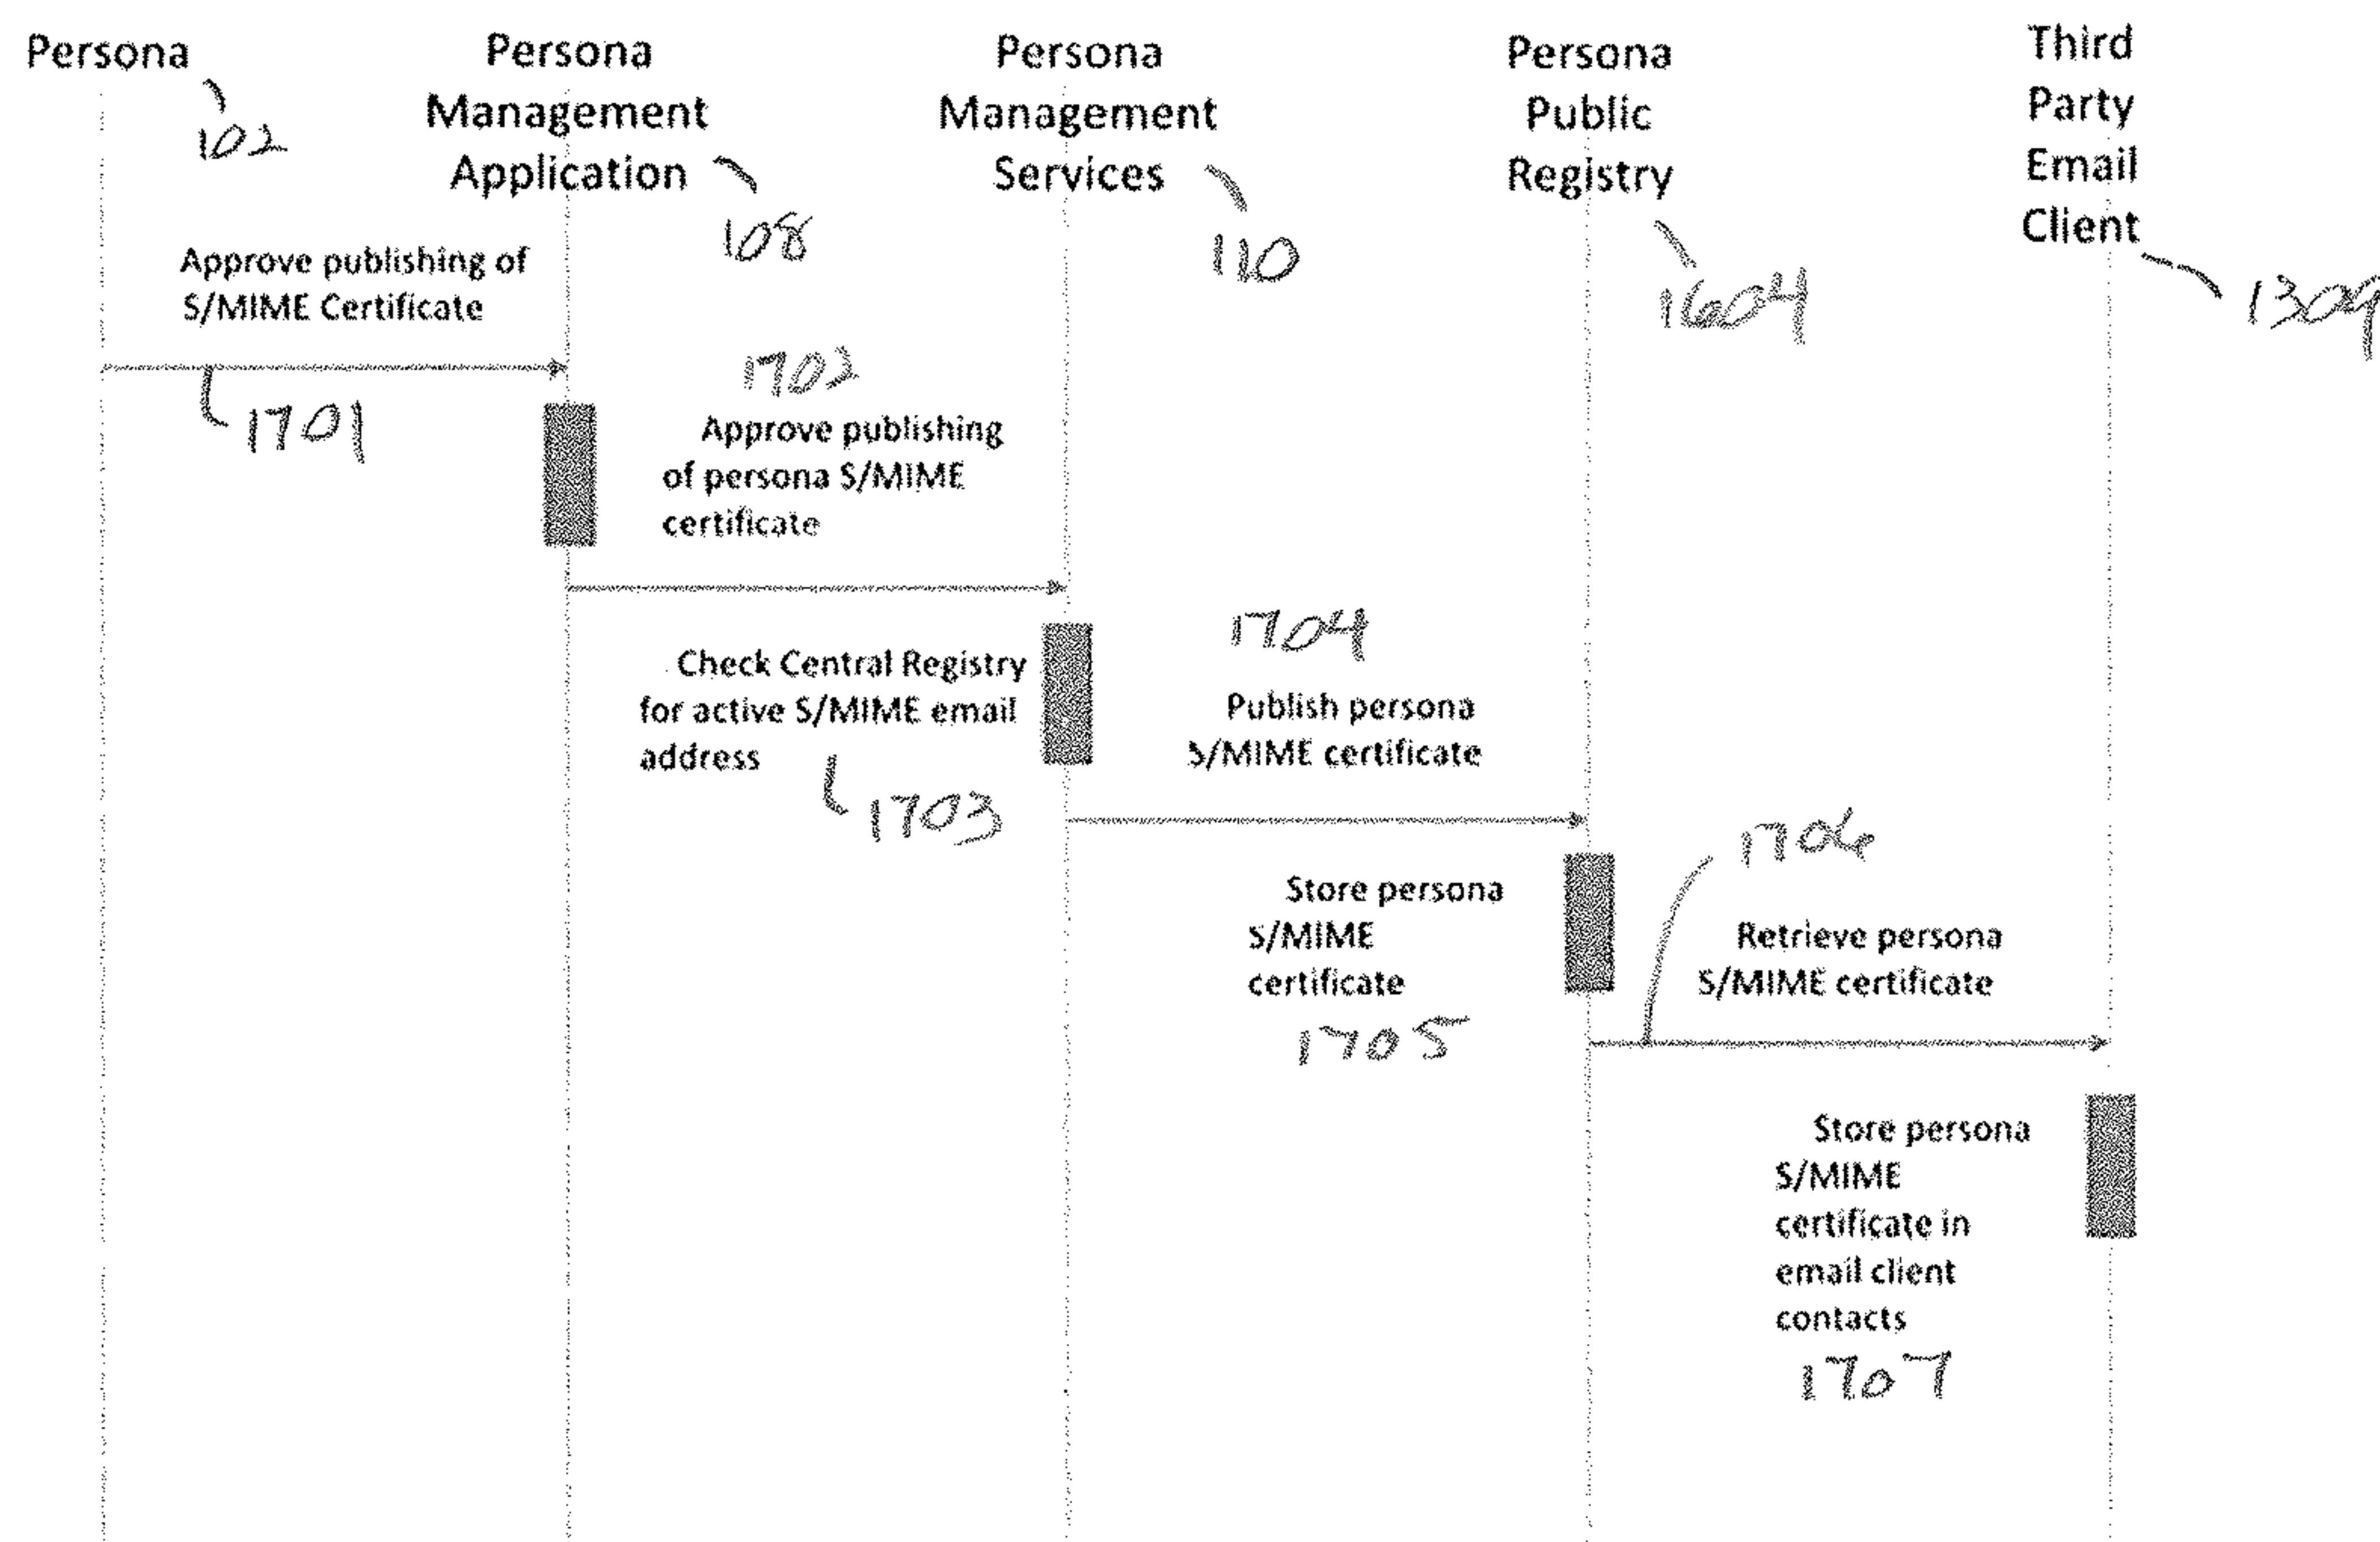 Persona
102
Persona
Management
Application
108
Persona
Management
Services
110
Persona
Public
Registry
1604
Third
Party
Email
Client
1309
Approve publishing of
S/MIME Certificate
1701
1702
Approve publishing
of persona S/MIME
certificate
Check Central Registry
for active S/MIME email
address
1703
1704
Publish persona
S/MIME certificate
Store persona
S/MIME
certificate
1705
1706
Retrieve persona
S/MIME certificate
Store persona
S/MIME
certificate in
email client
contacts
1707